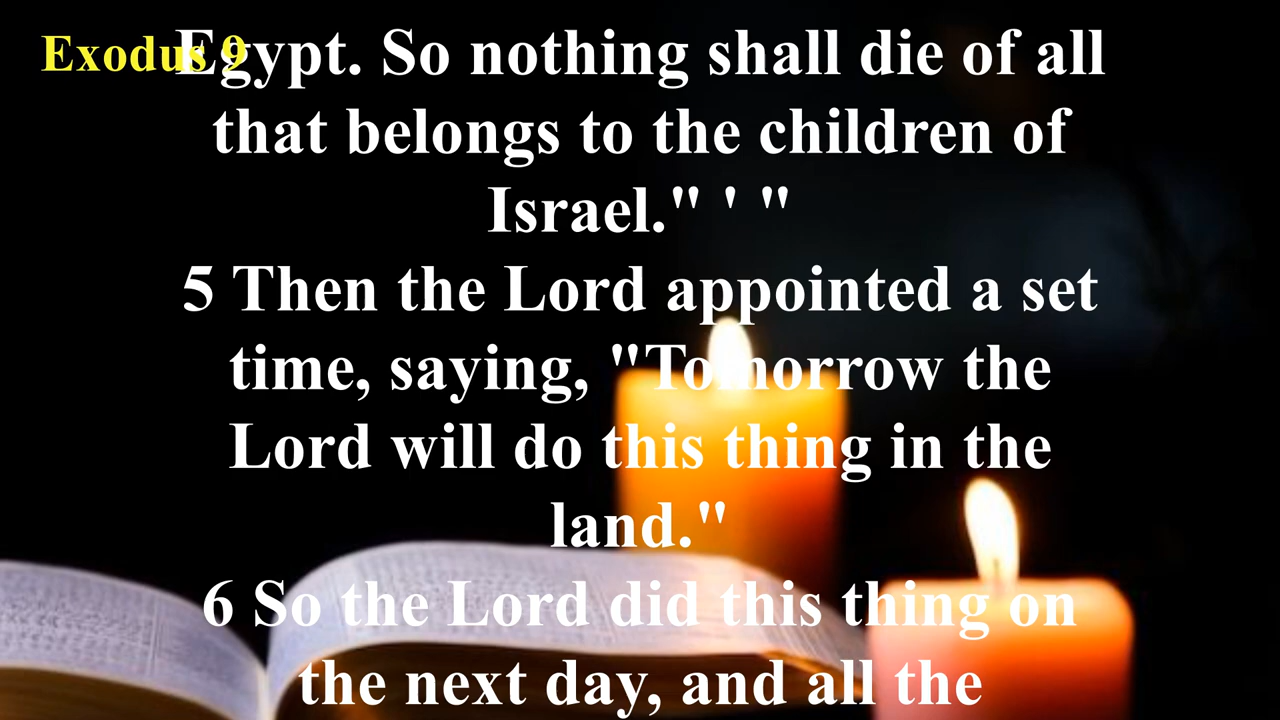 Exodus 9
Egypt. So nothing shall die of all
that belongs to the children of
Israel." ' "
5 Then the Lord appointed a set
time, saying, "Tomorrow the
Lord will do this thing in the
land."
6 So the Lord did this thing on
the next day, and all the